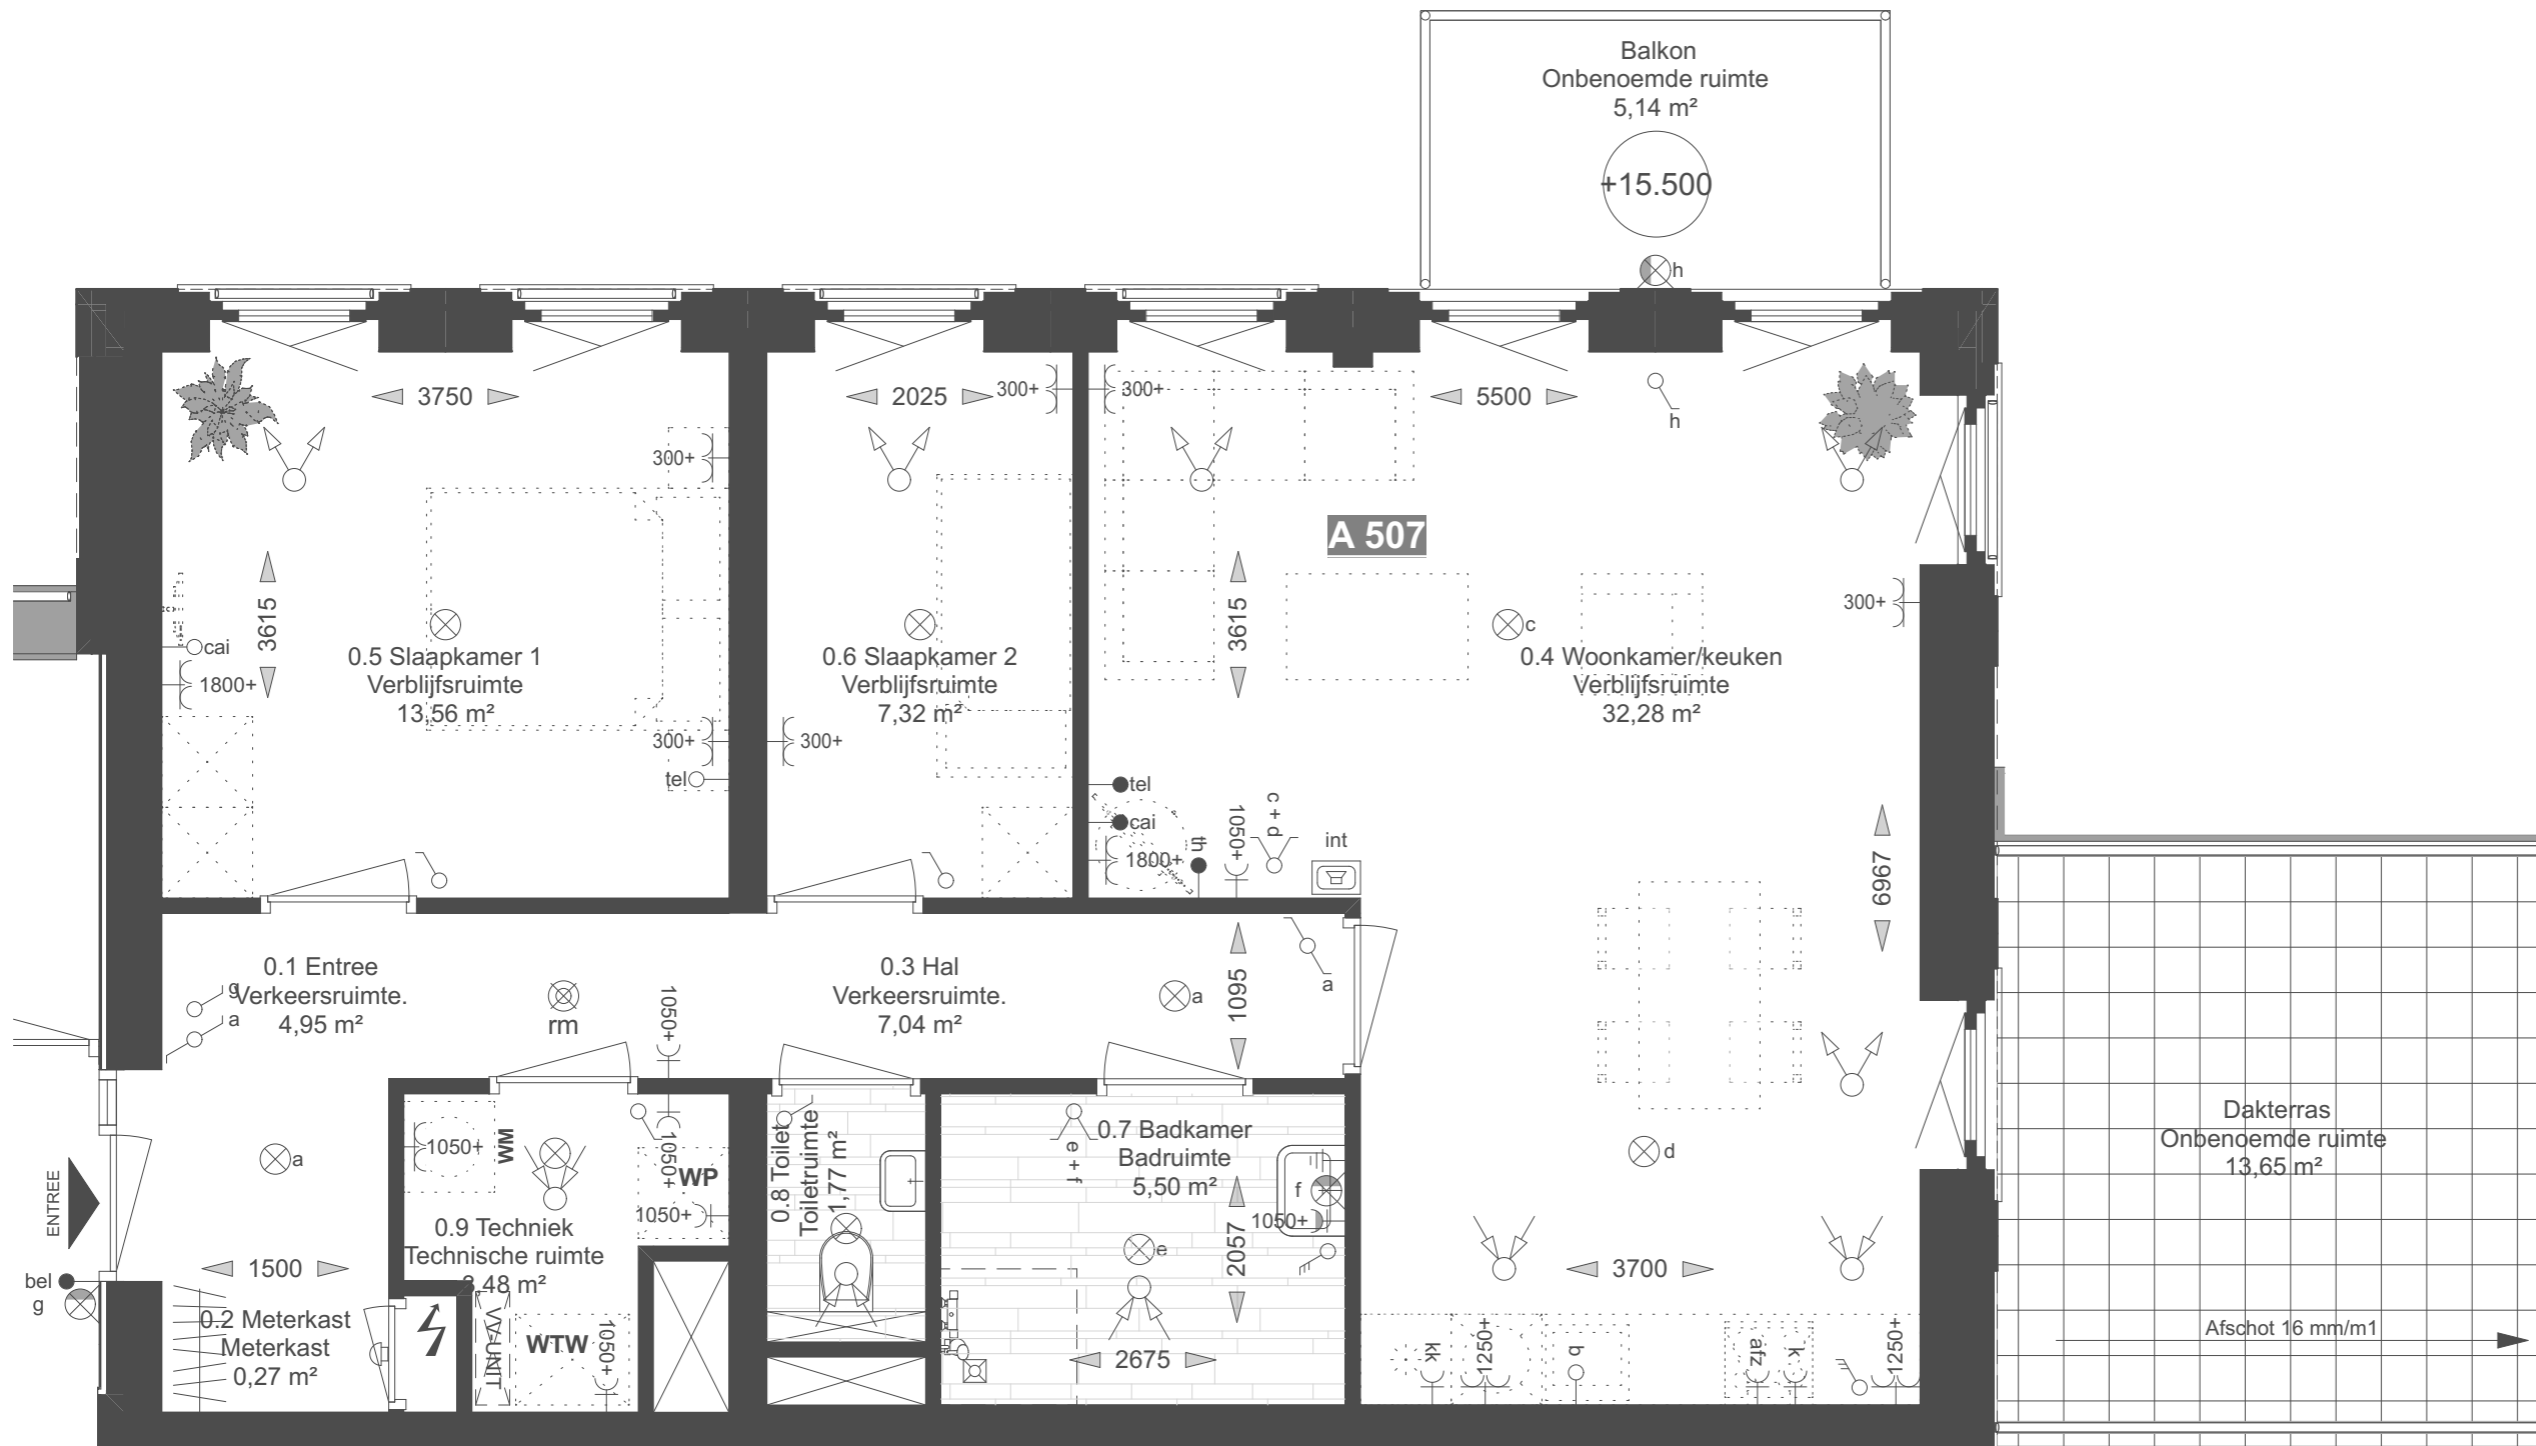 Balkon
Onbenoemde ruimte
5,14 m²
+15.500
h
3750
2025
300+
300+
5500
h
300+
A 507
3615
cai
1800+
0.5 Slaapkamer 1
Verblijfsruimte
13,56 m²
300+
tel
0.6 Slaapkamer 2
Verblijfsruimte
7,32 m²
300+
3615
c
0.4 Woonkamer/keuken
Verblijfsruimte
32,28 m²
300+
tel
cai
1800+
th
1050+
c + d
int
6967
0.1 Entree
Verkeersruimte.
4,95 m²
g
a
rm
1050+
0.3 Hal
Verkeersruimte.
7,04 m²
a
1095
a
ENTREE
a
bel
g
1500
0.2 Meterkast
Meterkast
0,27 m²
1050+
WM
1050+
WP
1050+
0.9 Techniek
Technische ruimte
3,48 m²
VV-UNIT
WTW
1050+
0.8 Toilet
Toiletruimte
1,77 m²
e + f
0.7 Badkamer
Badruimte
5,50 m²
f
1050+
e
2057
2675
d
3700
kk
1250+
b
afz
k
1250+
Dakterras
Onbenoemde ruimte
13,65 m²
Afschot 16 mm/m1